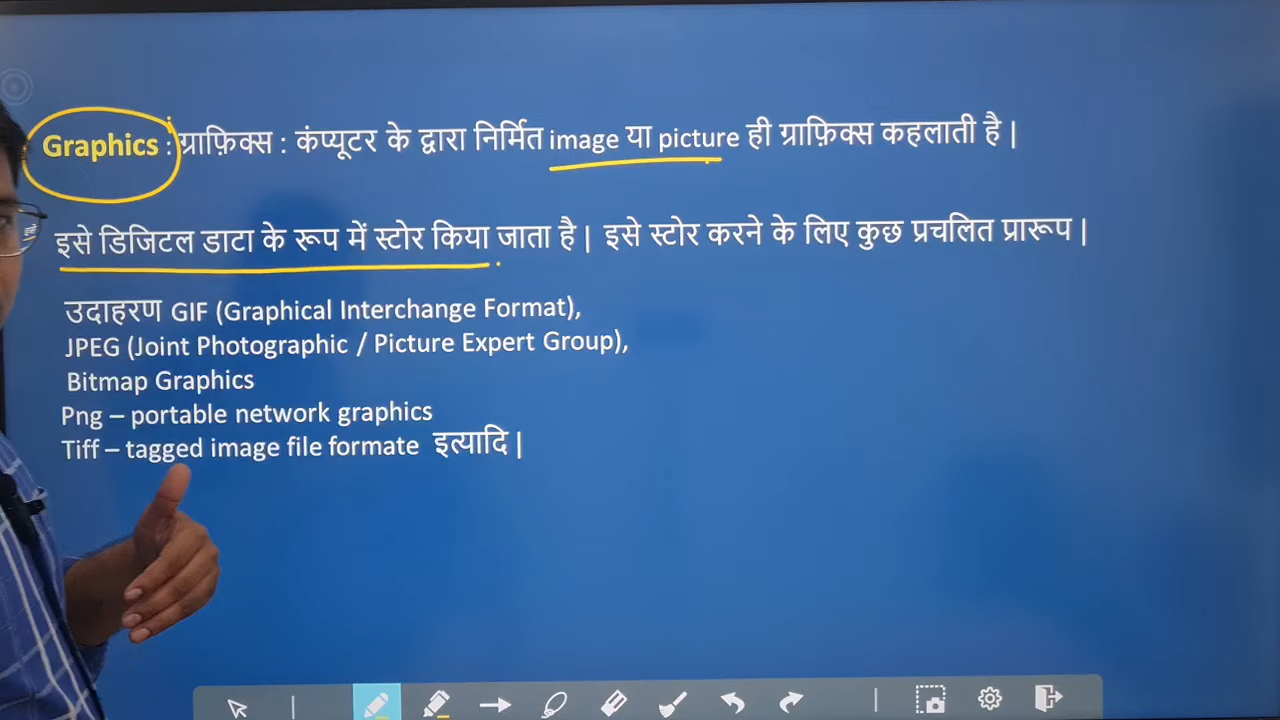 Graphics : ग्राफ़िक्स : कंप्यूटर के द्वारा निर्मित image या picture ही ग्राफ़िक्स कहलाती है |
इसे डिजिटल डाटा के रूप में स्टोर किया जाता है | इसे स्टोर करने के लिए कुछ प्रचलित प्रारूप |
उदाहरण GIF (Graphical Interchange Format),
JPEG (Joint Photographic / Picture Expert Group),
Bitmap Graphics
Png – portable network graphics
Tiff – tagged image file formate इत्यादि |